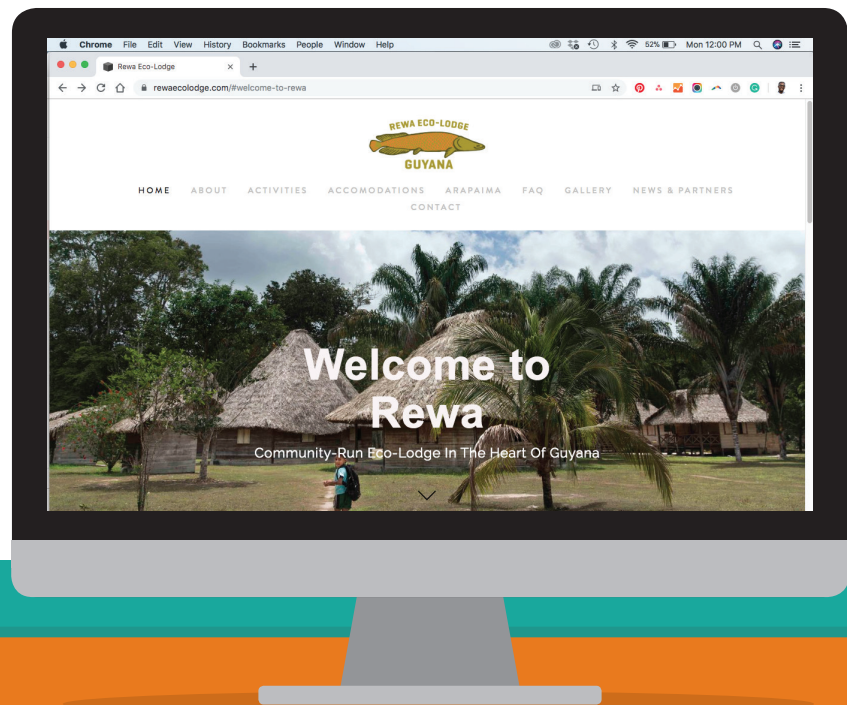 Chrome File Edit View History Bookmarks People Window Help 52% Mon 12:00 PM
Rewa Eco-Lodge
rewaecolodge.com/#welcome-to-rewa
REWA ECO-LODGE
GUYANA
HOME ABOUT ACTIVITIES ACCOMODATIONS ARAPAIMA FAQ GALLERY NEWS & PARTNERS
CONTACT
Welcome to
Rewa
Community-Run Eco-Lodge In The Heart Of Guyana